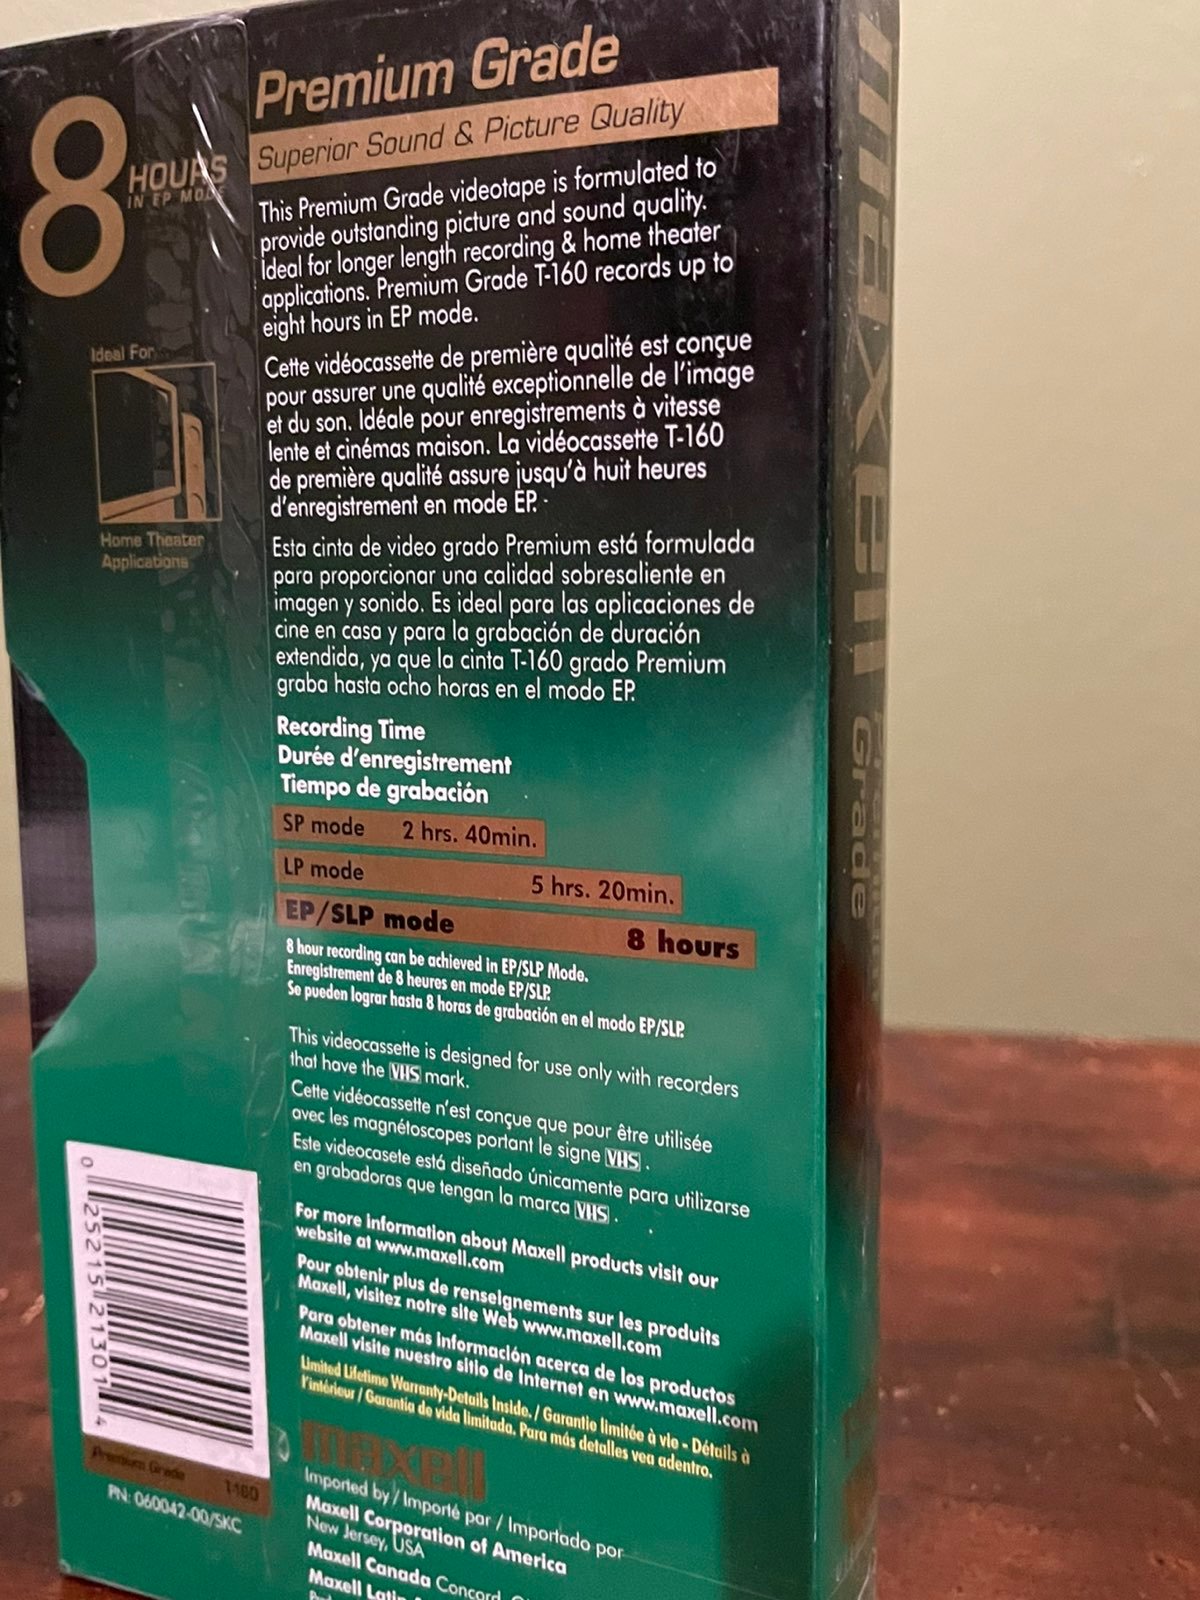 8
HOURS
IN EP MODE
Ideal For
Home Theater
Applications
Premium Grade
Superior Sound & Picture Quality
This Premium Grade videotape is formulated to
provide outstanding picture and sound quality.
Ideal for longer length recording & home theater
applications. Premium Grade T-160 records up to
eight hours in EP mode.
Cette vidéocassette de première qualité est conçue
pour assurer une qualité exceptionnelle de l'image
et du son. Idéale pour enregistrements à vitesse
lente et cinémas maison. La vidéocassette T-160
de première qualité assure jusqu'à huit heures
d'enregistrement en mode EP.
Esta cinta de video grado Premium está formulada
para proporcionar una calidad sobresaliente en
imagen y sonido. Es ideal para las aplicaciones de
cine en casa y para la grabación de duración
extendida, ya que la cinta T-160 grado Premium
graba hasta ocho horas en el modo EP.
Recording Time
Durée d'enregistrement
Tiempo de grabación
SP mode 2 hrs. 40min.
LP mode 5 hrs. 20min.
EP/SLP mode 8 hours
8 hour recording can be achieved in EP/SLP Mode.
Enregistrement de 8 heures en mode EP/SLP.
Se pueden lograr hasta 8 horas de grabación en el modo EP/SLP.
This videocassette is designed for use only with recorders
that have the VHS mark.
Cette vidéocassette n'est conçue que pour être utilisée
avec les magnétoscopes portant le signe VHS.
Este videocasete está diseñado únicamente para utilizarse
en grabadoras que tengan la marca VHS.
For more information about Maxell products visit our
website at www.maxell.com
Pour obtenir plus de renseignements sur les produits
Maxell, visitez notre site Web www.maxell.com
Para obtener más información acerca de los productos
Maxell visite nuestro sitio de Internet en www.maxell.com
Limited Lifetime Warranty-Details Inside. / Garantie limitée à vie - Détails à
l'intérieur / Garantía de vida limitada. Para más detalles vea adentro.
maxell
Imported by / Importé par / Importado por
Maxell Corporation of America
New Jersey, USA
Maxell Canada Concord,
Maxell
0 25215 21301 4
Premium Grade T-160
PN: 060042-00/SKC
maxell
Premium
Grade